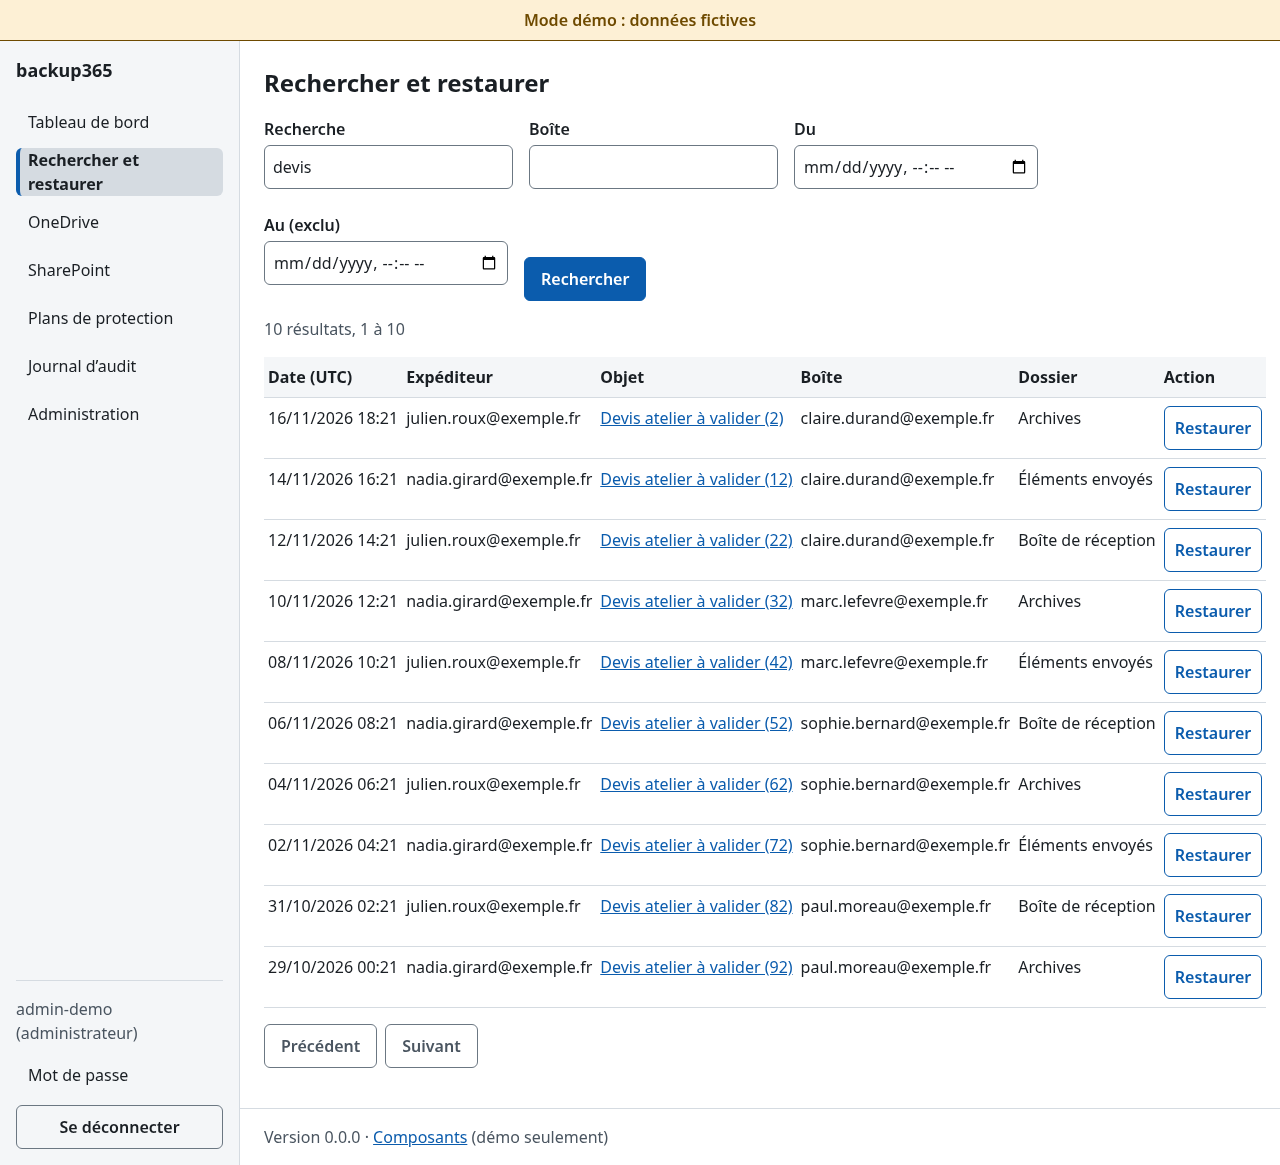 Mode démo : données fictives
backup365
Tableau de bord
Rechercher et
restaurer
OneDrive
SharePoint
Plans de protection
Journal d’audit
Administration
admin-demo
(administrateur)
Mot de passe
Se déconnecter
Rechercher et restaurer
Recherche Boîte Du
devis mm/dd/yyyy, --:-- --
Au (exclu)
mm/dd/yyyy, --:-- -- Rechercher
10 résultats, 1 à 10
Date (UTC) Expéditeur Objet Boîte Dossier Action
16/11/2026 18:21 julien.roux@exemple.fr Devis atelier à valider (2) claire.durand@exemple.fr Archives Restaurer
14/11/2026 16:21 nadia.girard@exemple.fr Devis atelier à valider (12) claire.durand@exemple.fr Éléments envoyés Restaurer
12/11/2026 14:21 julien.roux@exemple.fr Devis atelier à valider (22) claire.durand@exemple.fr Boîte de réception Restaurer
10/11/2026 12:21 nadia.girard@exemple.fr Devis atelier à valider (32) marc.lefevre@exemple.fr Archives Restaurer
08/11/2026 10:21 julien.roux@exemple.fr Devis atelier à valider (42) marc.lefevre@exemple.fr Éléments envoyés Restaurer
06/11/2026 08:21 nadia.girard@exemple.fr Devis atelier à valider (52) sophie.bernard@exemple.fr Boîte de réception Restaurer
04/11/2026 06:21 julien.roux@exemple.fr Devis atelier à valider (62) sophie.bernard@exemple.fr Archives Restaurer
02/11/2026 04:21 nadia.girard@exemple.fr Devis atelier à valider (72) sophie.bernard@exemple.fr Éléments envoyés Restaurer
31/10/2026 02:21 julien.roux@exemple.fr Devis atelier à valider (82) paul.moreau@exemple.fr Boîte de réception Restaurer
29/10/2026 00:21 nadia.girard@exemple.fr Devis atelier à valider (92) paul.moreau@exemple.fr Archives Restaurer
Précédent Suivant
Version 0.0.0 · Composants (démo seulement)